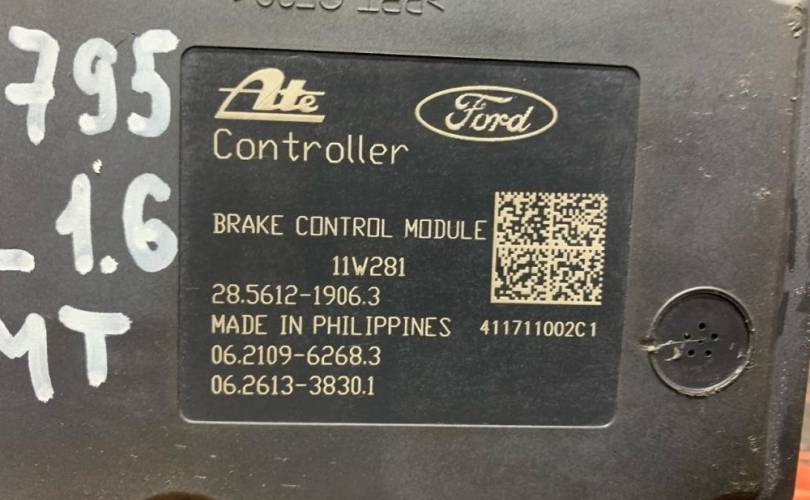 795
1.6
MT
Ate
Ford
Controller
BRAKE CONTROL MODULE
11W281
28.5612-1906.3
MADE IN PHILIPPINES 411711002C1
06.2109-6268.3
06.2613-3830.1